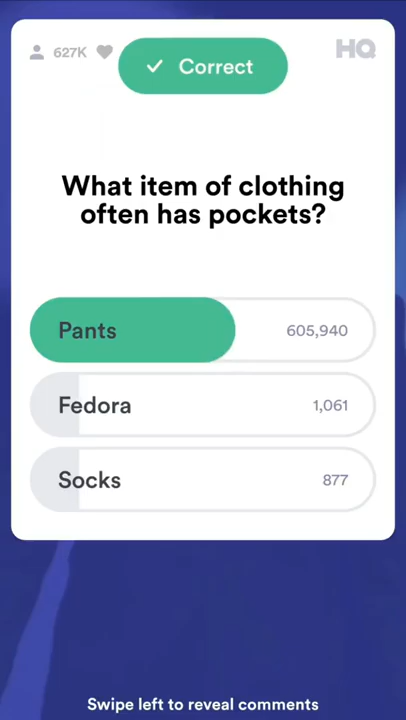 627K
HQ
Correct
What item of clothing
often has pockets?
Pants 605,940
Fedora 1,061
Socks 877
Swipe left to reveal comments